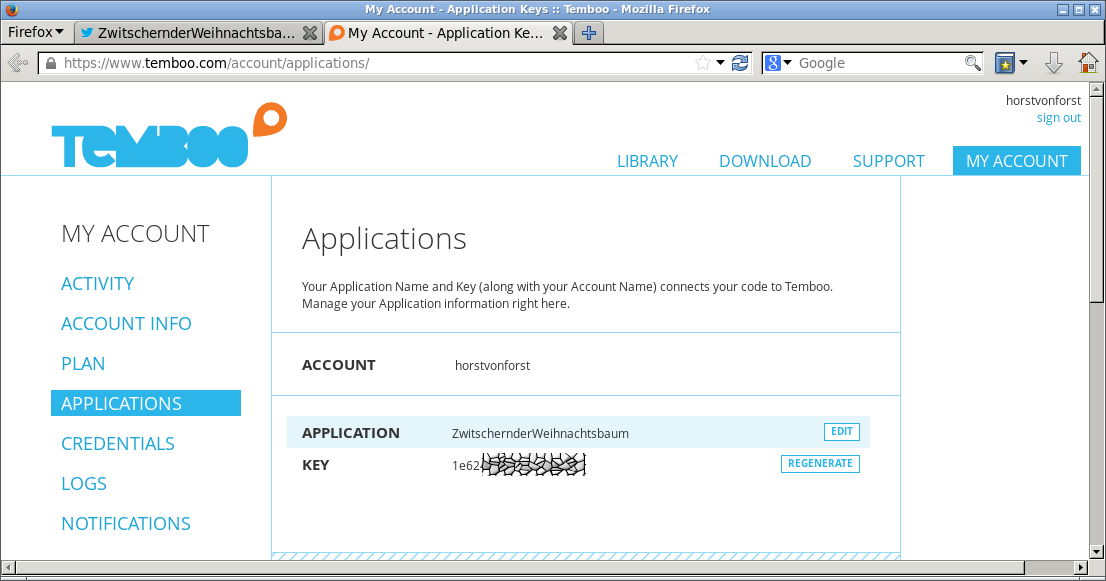 My Account - Application Keys :: Temboo - Mozilla Firefox
Firefox
ZwitschernderWeihnachtsba...
My Account - Application Ke...
https://www.temboo.com/account/applications/
Google
horstvonforst
sign out
TEMBOO
LIBRARY DOWNLOAD SUPPORT MY ACCOUNT
MY ACCOUNT
ACTIVITY
ACCOUNT INFO
PLAN
APPLICATIONS
CREDENTIALS
LOGS
NOTIFICATIONS
Applications
Your Application Name and Key (along with your Account Name) connects your code to Temboo.
Manage your Application information right here.
ACCOUNT horstvonforst
APPLICATION ZwitschernderWeihnachtsbaum EDIT
KEY 1e62 REGENERATE